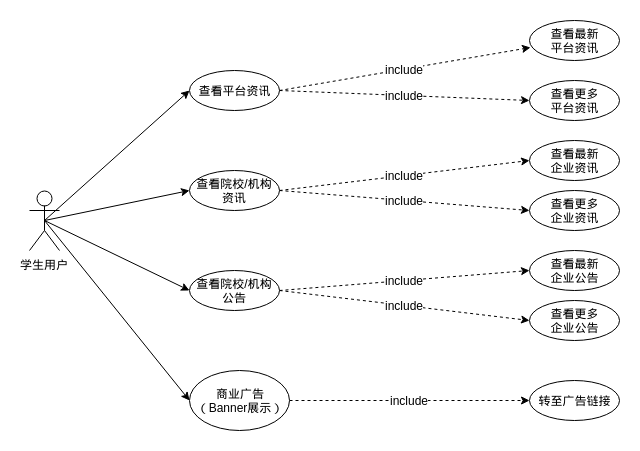 查看最新
平台资讯
include
查看平台资讯
include
查看更多
平台资讯
查看最新
企业资讯
include
查看院校/机构
资讯
include
查看更多
企业资讯
学生用户
查看最新
企业公告
include
查看院校/机构
公告
include
查看更多
企业公告
商业广告
（Banner展示）
include
转至广告链接